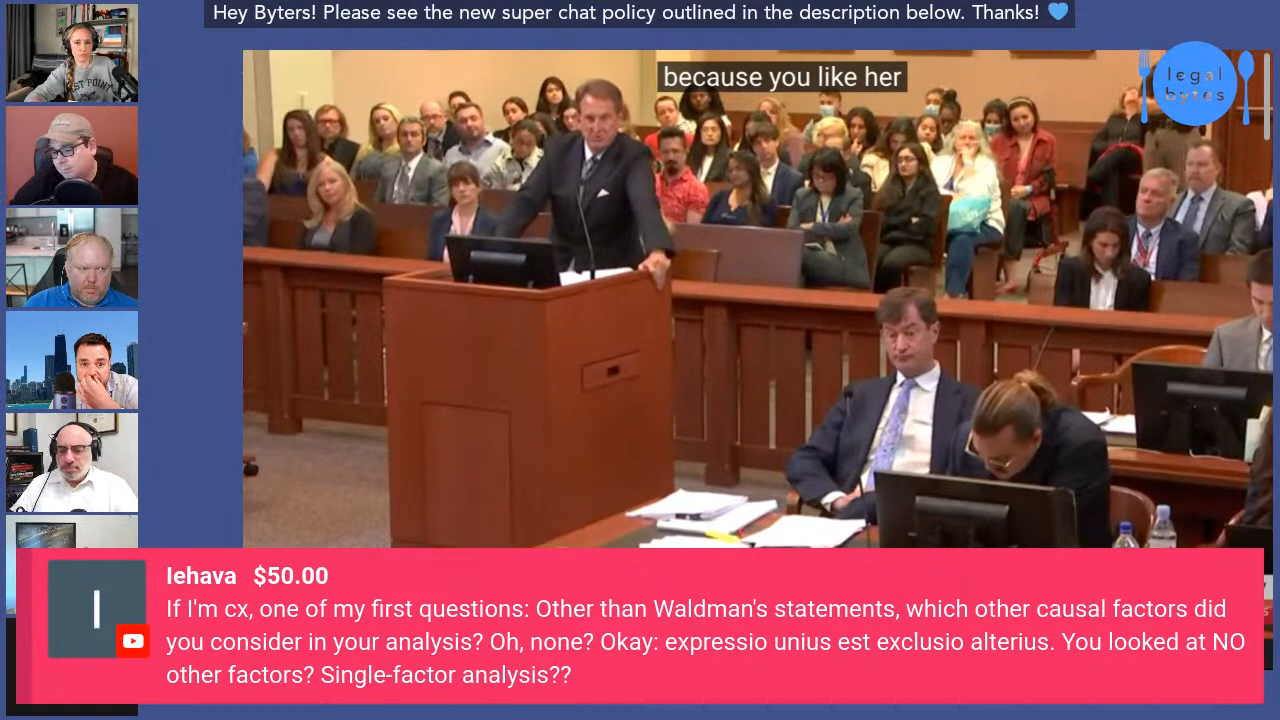 Hey Byters! Please see the new super chat policy outlined in the description below. Thanks! 💙
because you like her
legal
bytes
Iehava $50.00
If I'm cx, one of my first questions: Other than Waldman's statements, which other causal factors did
you consider in your analysis? Oh, none? Okay: expressio unius est exclusio alterius. You looked at NO
other factors? Single-factor analysis??